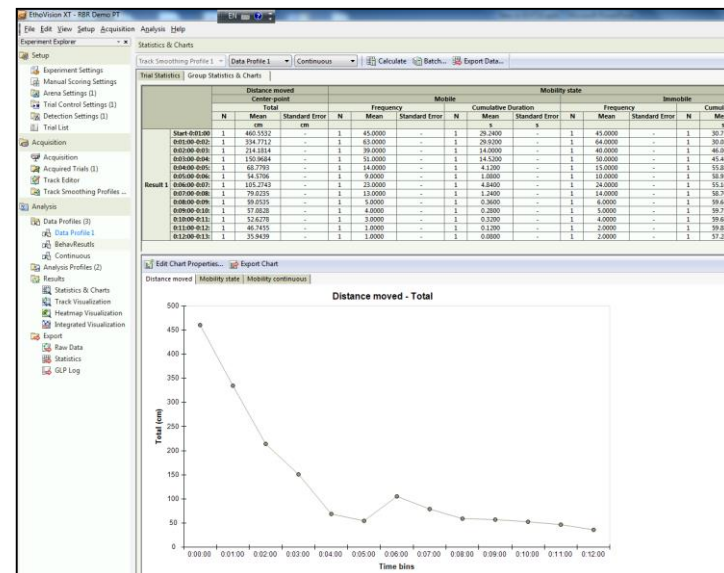 EthoVision XT - RBR Demo PT
EN
File Edit View Setup Acquisition Analysis Help
Experiment Explorer
Statistics & Charts
Setup
Experiment Settings
Manual Scoring Settings
Arena Settings (1)
Trial Control Settings (1)
Detection Settings (1)
Trial List
Acquisition
Acquisition
Acquired Trials (1)
Track Editor
Track Smoothing Profiles ...
Analysis
Data Profiles (3)
Data Profile 1
BehavResutls
Continuous
Analysis Profiles (2)
Results
Statistics & Charts
Track Visualization
Heatmap Visualization
Integrated Visualization
Export
Raw Data
Statistics
GLP Log
Track Smoothing Profile 1 Data Profile 1 Continuous Calculate Batch... Export Data...
Trial Statistics Group Statistics & Charts
Distance moved Mobility state
Center-point Mobile Immobile
Total Frequency Cumulative Duration Frequency Cumul
N Mean Standard Error N Mean Standard Error N Mean Standard Error N Mean Standard Error N Me
cm cm s s s
Start-0:01:00 1 460.5532 - 1 45.0000 - 1 29.2400 - 1 45.0000 - 1 30.7
0:01:00-0:02: 1 334.7712 - 1 63.0000 - 1 29.9200 - 1 64.0000 - 1 30.0
0:02:00-0:03: 1 214.1814 - 1 39.0000 - 1 14.0000 - 1 40.0000 - 1 46.0
0:03:00-0:04: 1 150.9684 - 1 51.0000 - 1 14.5200 - 1 50.0000 - 1 45.4
0:04:00-0:05: 1 68.7793 - 1 14.0000 - 1 4.1200 - 1 15.0000 - 1 55.8
0:05:00-0:06: 1 54.5706 - 1 9.0000 - 1 1.0800 - 1 10.0000 - 1 58.9
Result 1 0:06:00-0:07: 1 105.2743 - 1 23.0000 - 1 4.8400 - 1 24.0000 - 1 55.1
0:07:00-0:08: 1 79.0235 - 1 13.0000 - 1 1.2400 - 1 14.0000 - 1 58.7
0:08:00-0:09: 1 59.0535 - 1 5.0000 - 1 0.3600 - 1 6.0000 - 1 59.6
0:09:00-0:10: 1 57.0828 - 1 4.0000 - 1 0.2800 - 1 5.0000 - 1 59.7
0:10:00-0:11: 1 52.6278 - 1 3.0000 - 1 0.3200 - 1 4.0000 - 1 59.6
0:11:00-0:12: 1 46.7455 - 1 1.0000 - 1 0.1200 - 1 2.0000 - 1 59.8
0:12:00-0:13: 1 35.9439 - 1 1.0000 - 1 0.0800 - 1 2.0000 - 1 57.2
Edit Chart Properties... Export Chart
Distance moved Mobility state Mobility continuous
Distance moved - Total
500
450
400
350
300
250
200
150
100
50
0
Total (cm)
0:00:00 0:01:00 0:02:00 0:03:00 0:04:00 0:05:00 0:06:00 0:07:00 0:08:00 0:09:00 0:10:00 0:11:00 0:12:00
Time bins